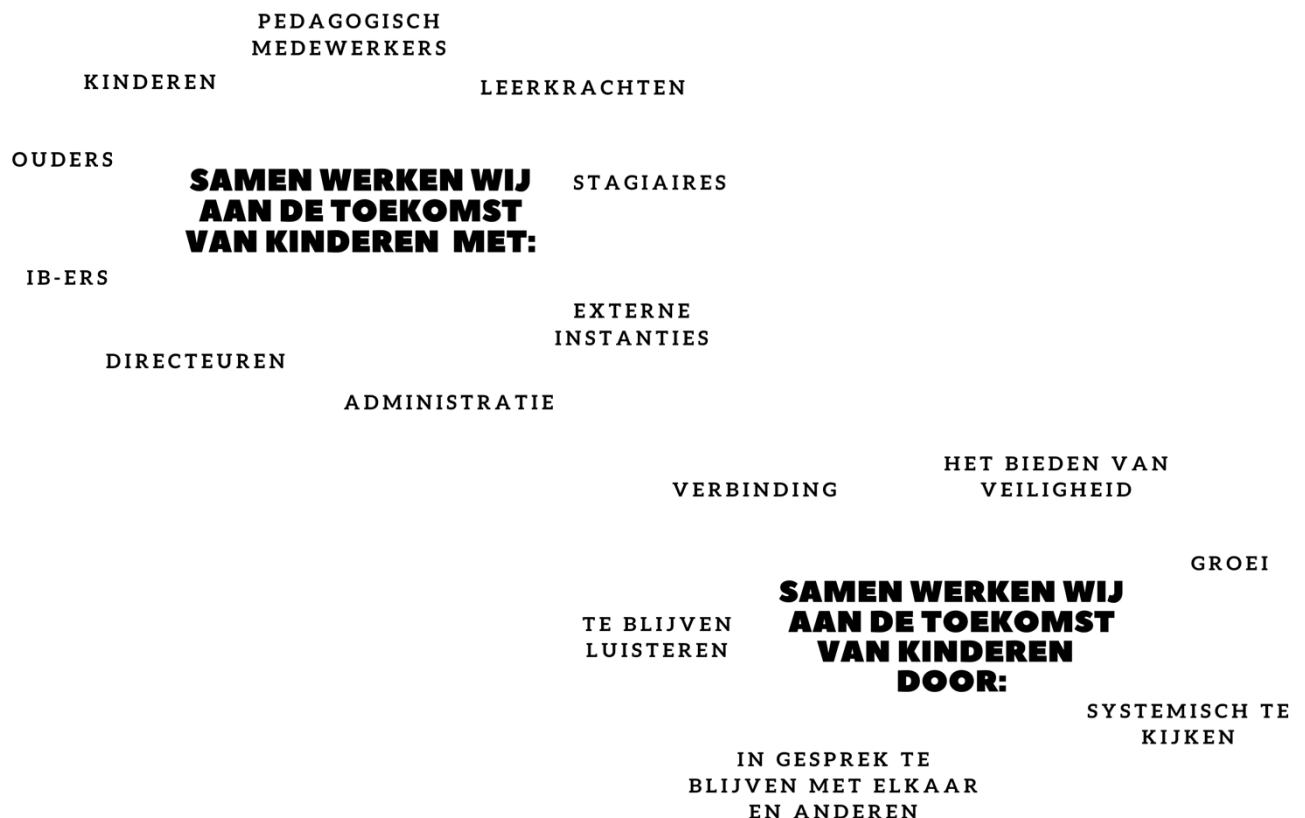 PEDAGOGISCH
MEDEWERKERS
KINDEREN
LEERKRACHTEN
OUDERS
SAMEN WERKEN WIJ
AAN DE TOEKOMST
VAN KINDEREN MET:
STAGIAIRES
IB-ERS
EXTERNE
INSTANTIES
DIRECTEUREN
ADMINISTRATIE
VERBINDING
HET BIEDEN VAN
VEILIGHEID
GROEI
SAMEN WERKEN WIJ
AAN DE TOEKOMST
VAN KINDEREN
DOOR:
TE BLIJVEN
LUISTEREN
SYSTEMISCH TE
KIJKEN
IN GESPREK TE
BLIJVEN MET ELKAAR
EN ANDEREN